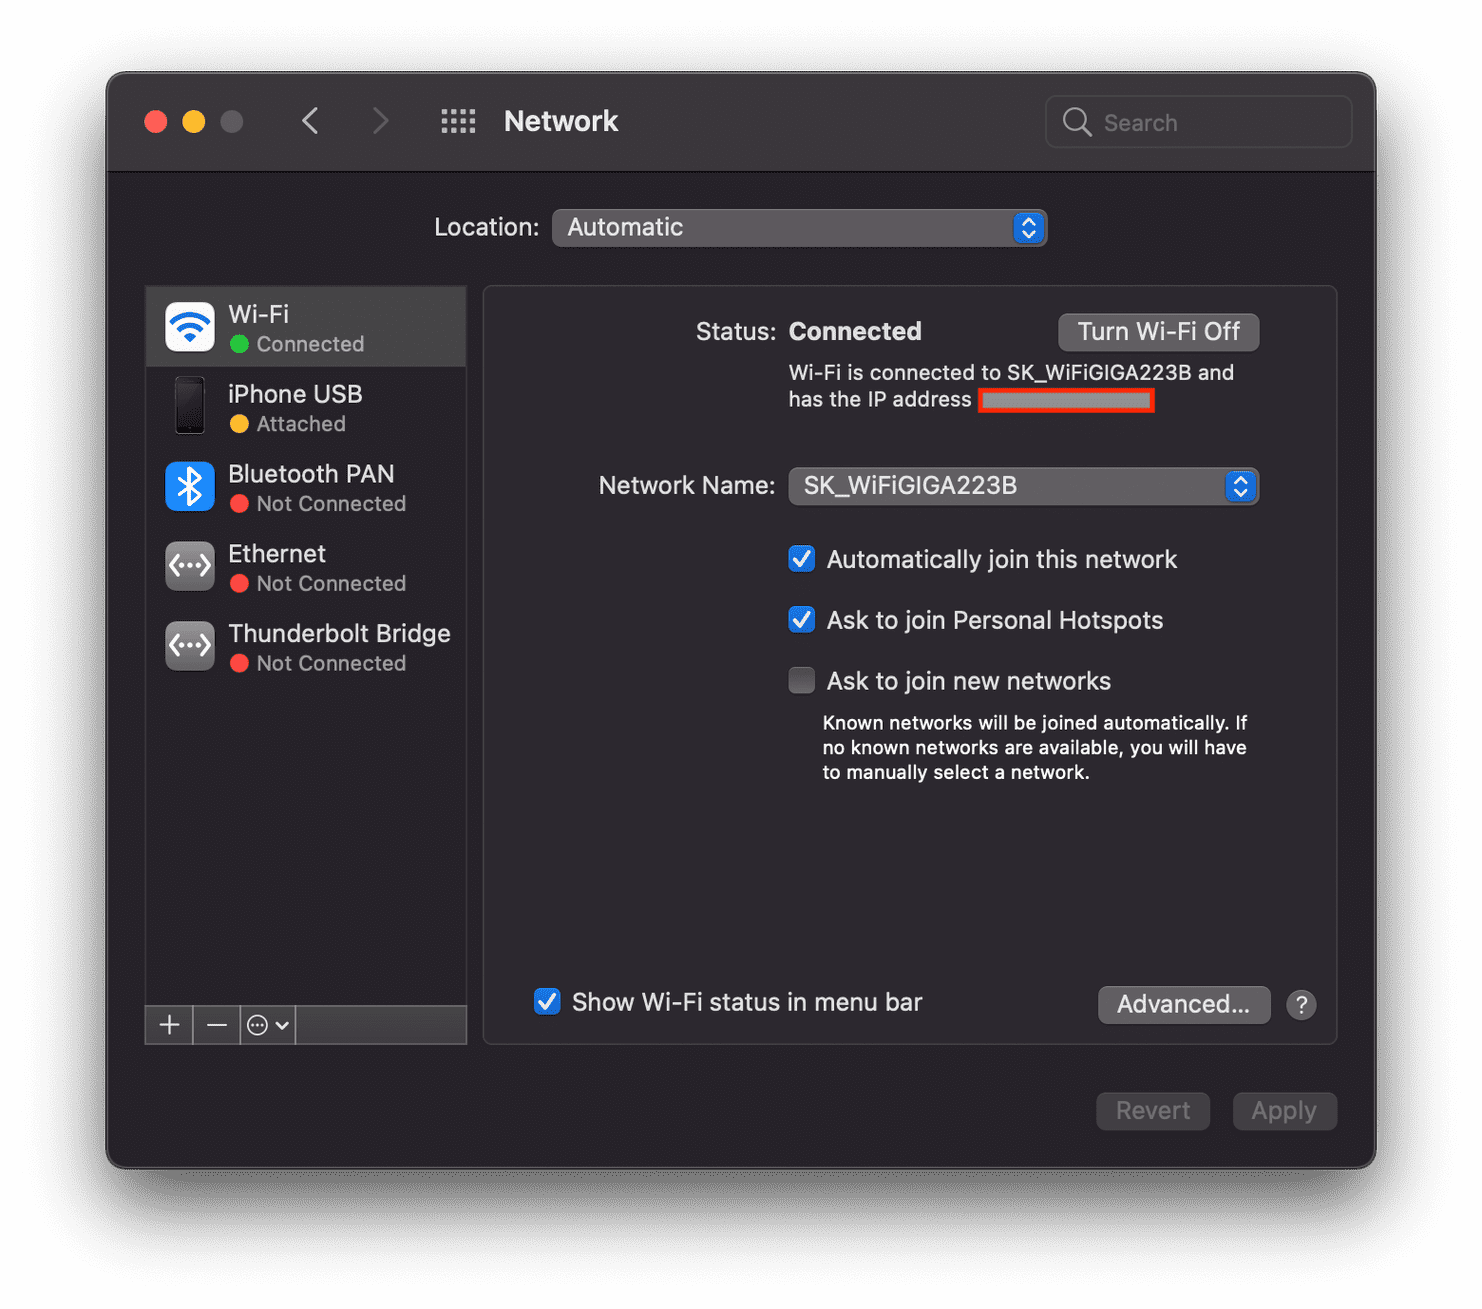 Network
Search
Location: Automatic
Wi-Fi
Connected
iPhone USB
Attached
Bluetooth PAN
Not Connected
Ethernet
Not Connected
Thunderbolt Bridge
Not Connected
Status: Connected
Turn Wi-Fi Off
Wi-Fi is connected to SK_WiFiGIGA223B and
has the IP address
Network Name: SK_WiFiGIGA223B
Automatically join this network
Ask to join Personal Hotspots
Ask to join new networks
Known networks will be joined automatically. If
no known networks are available, you will have
to manually select a network.
Show Wi-Fi status in menu bar
Advanced...
?
Revert
Apply